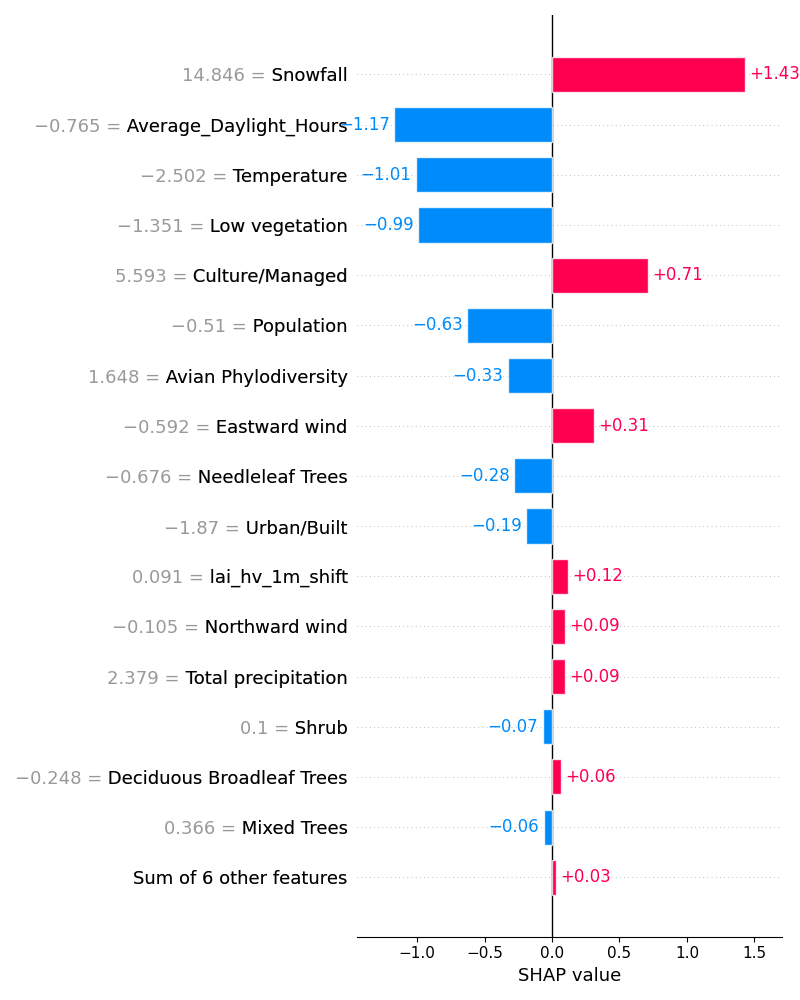 14.846 = Snowfall +1.43
−0.765 = Average_Daylight_Hours −1.17
−2.502 = Temperature −1.01
−1.351 = Low vegetation −0.99
5.593 = Culture/Managed +0.71
−0.51 = Population −0.63
1.648 = Avian Phylodiversity −0.33
−0.592 = Eastward wind +0.31
−0.676 = Needleleaf Trees −0.28
−1.87 = Urban/Built −0.19
0.091 = lai_hv_1m_shift +0.12
−0.105 = Northward wind +0.09
2.379 = Total precipitation +0.09
0.1 = Shrub −0.07
−0.248 = Deciduous Broadleaf Trees +0.06
0.366 = Mixed Trees −0.06
Sum of 6 other features +0.03
−1.0 −0.5 0.0 0.5 1.0 1.5
SHAP value